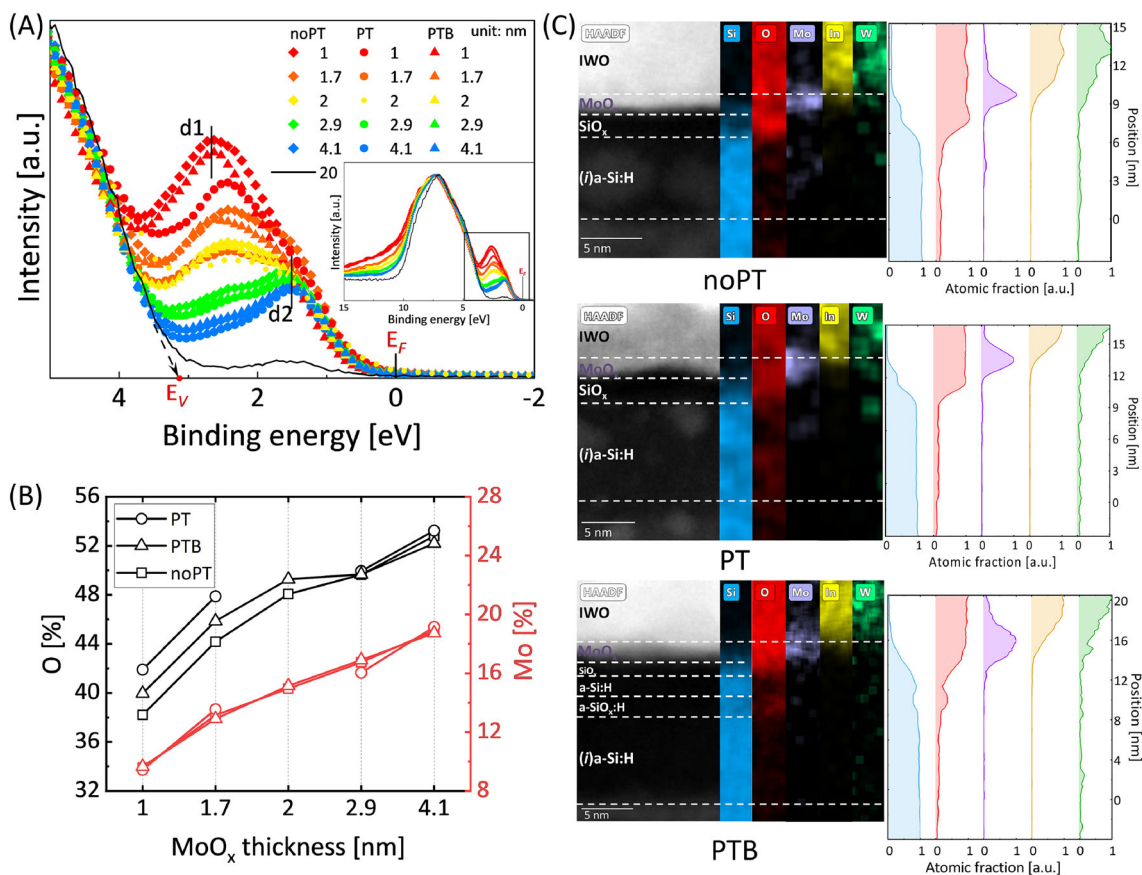 (A)
noPT PT PTB unit: nm
1 1 1
1.7 1.7 1.7
2 2 2
2.9 2.9 2.9
4.1 4.1 4.1
20
d1
d2
E_F
E_V
Intensity [a.u.]
4 2 0 -2
Binding energy [eV]
Intensity [a.u.]
E_F
15 10 5 0
Binding energy [eV]
(B)
PT
PTB
noPT
O [%]
56
52
48
44
40
36
32
Mo [%]
28
24
20
16
12
8
1 1.7 2 2.9 4.1
MoOx thickness [nm]
(C)
HAADF Si O Mo In W
IWO
MoO
SiOx
(i)a-Si:H
5 nm
noPT
15
12
9
6
3
0
Position [nm]
0 1 0 1 0 1 0 1 0 1
Atomic fraction [a.u.]
HAADF Si O Mo In W
IWO
MoO
SiOx
(i)a-Si:H
5 nm
PT
15
12
9
6
3
0
Position [nm]
0 1 0 1 0 1 0 1 0 1
Atomic fraction [a.u.]
HAADF Si O Mo In W
IWO
MoO
SiO
a-Si:H
a-SiOx:H
(i)a-Si:H
5 nm
PTB
20
16
12
8
4
0
Position [nm]
0 1 0 1 0 1 0 1 0 1
Atomic fraction [a.u.]